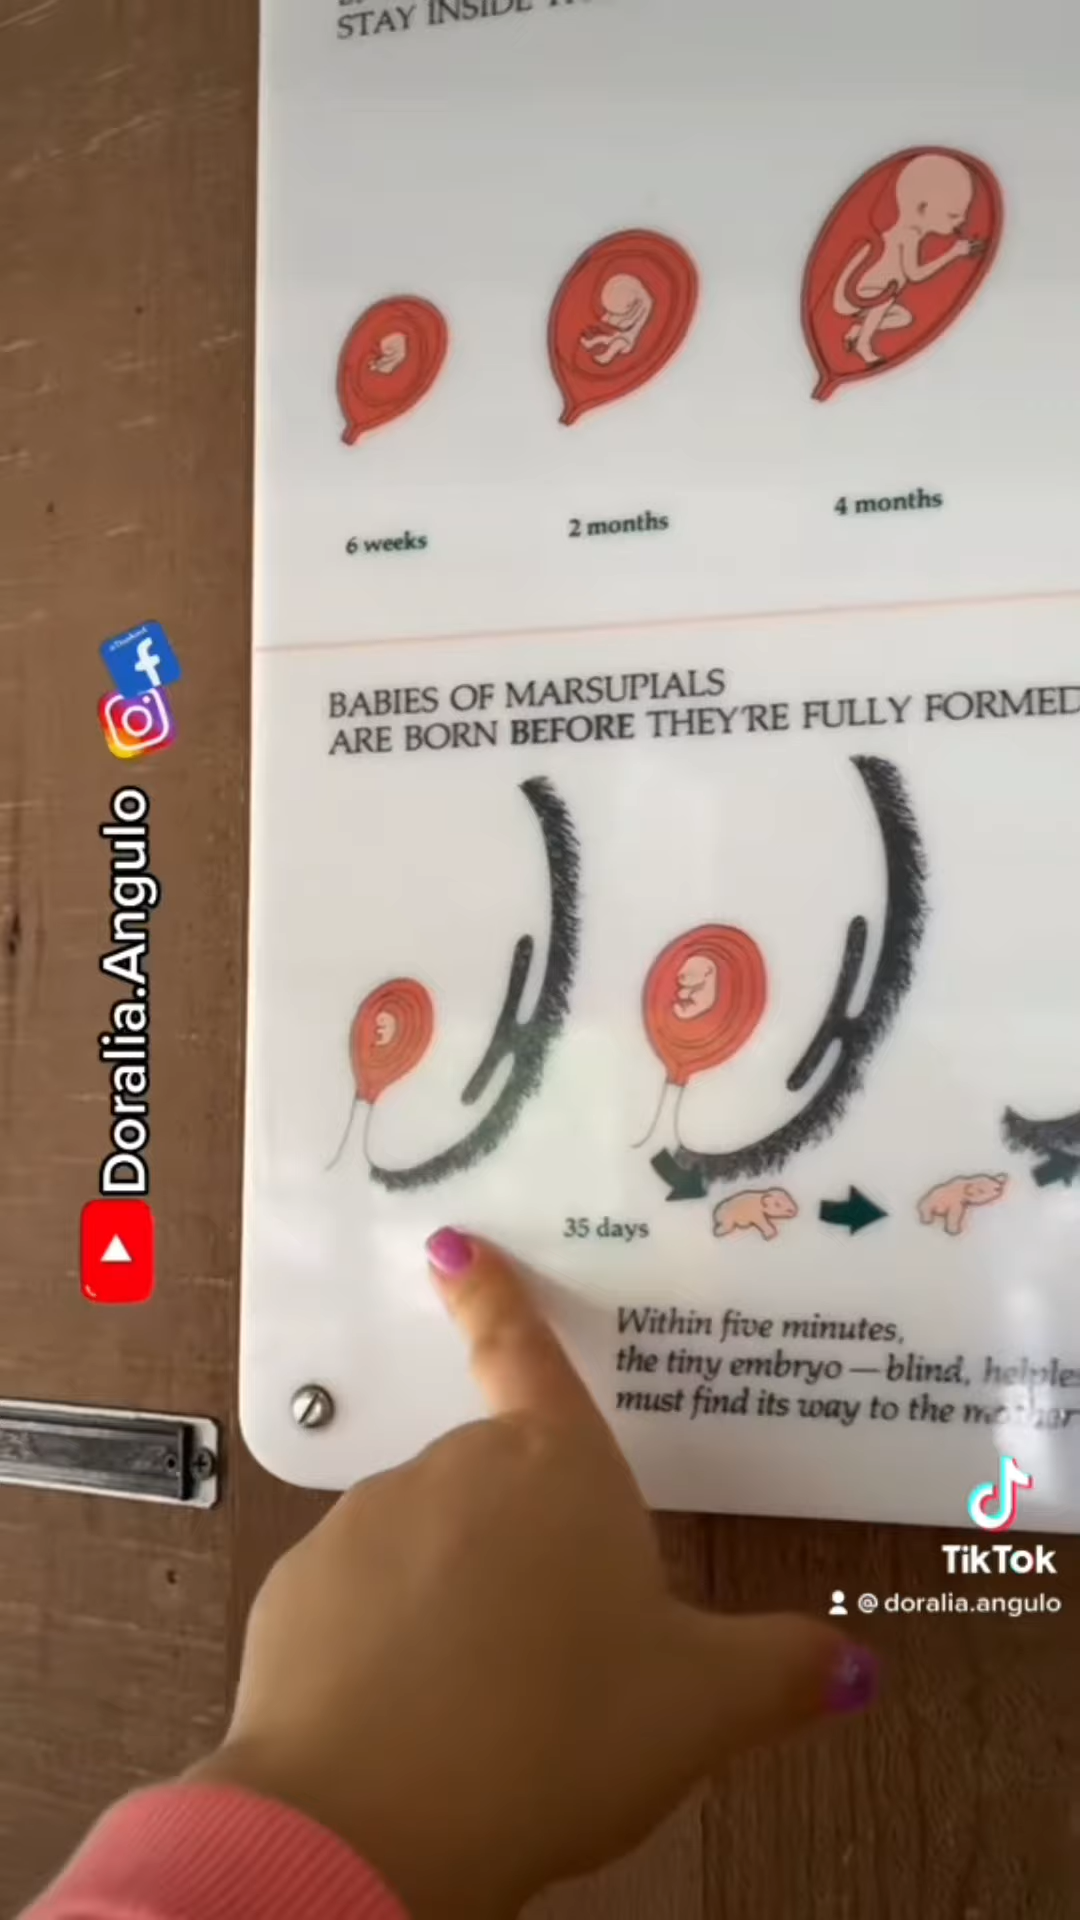 STAY INSIDE
6 weeks
2 months
4 months
BABIES OF MARSUPIALS
ARE BORN BEFORE THEY'RE FULLY FORMED
35 days
Within five minutes,
the tiny embryo — blind,
must find its way to the
Doralia.Angulo
TikTok
@doralia.angulo